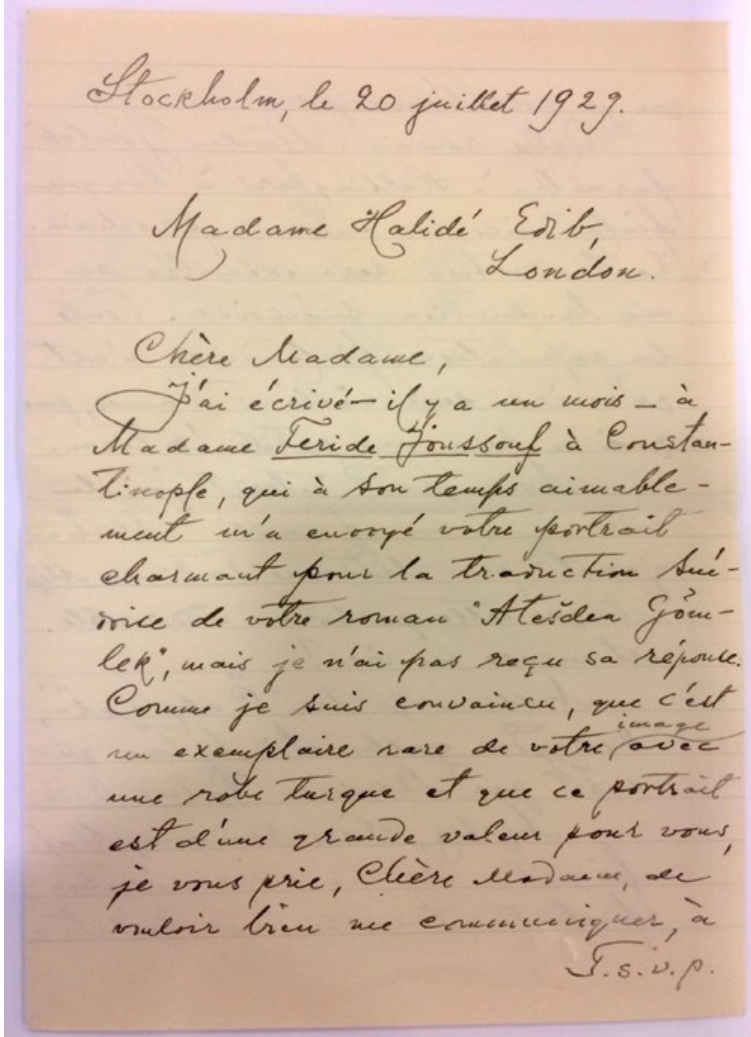 Stockholm, le 20 juillet 1929.
Madame Halidé Edib,
London.
Chère Madame,
J'ai écrivé — il y a un mois — à
Madame Feride Joussouf à Constan-
tinople, qui à son temps aimable-
ment m'a envoyé votre portrait
charmant pour la traduction sué-
doise de votre roman "Atešden Göm-
lek", mais je n'ai pas reçu sa réponse.
Comme je suis convaincu, que c'est
un exemplaire rare de votre image avec
une robe turque et que ce portrait
est d'une grande valeur pour vous,
je vous prie, Chère Madame, de
vouloir bien me communiquer, à
T.s.v.p.